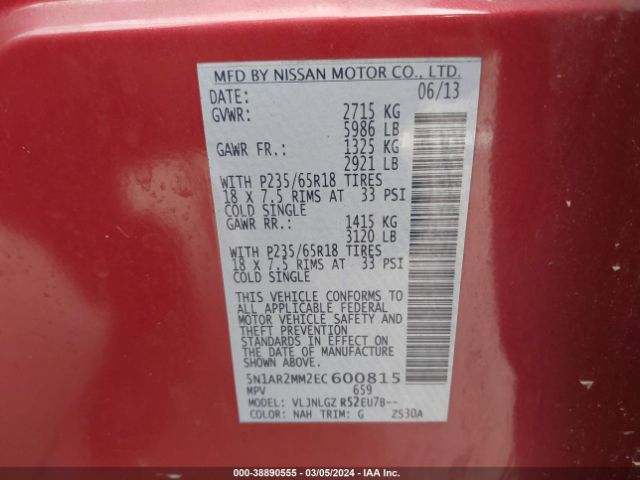 MFD BY NISSAN MOTOR CO., LTD.
DATE: 06/13
GVWR: 2715 KG
5986 LB
GAWR FR.: 1325 KG
2921 LB
WITH P235/65R18 TIRES
18 X 7.5 RIMS AT 33 PSI
COLD SINGLE
GAWR RR.: 1415 KG
3120 LB
WITH P235/65R18 TIRES
18 X 7.5 RIMS AT 33 PSI
COLD SINGLE
THIS VEHICLE CONFORMS TO
ALL APPLICABLE FEDERAL
MOTOR VEHICLE SAFETY AND
THEFT PREVENTION
STANDARDS IN EFFECT ON
THE DATE OF MANUFACTURE
SHOWN ABOVE.
5N1AR2MM2EC600815
MPV 659
MODEL: VLJNLGZ R52EU7B--
COLOR: NAH TRIM: G ZS30A
000-38890555 — 03/05/2024 — IAA Inc.